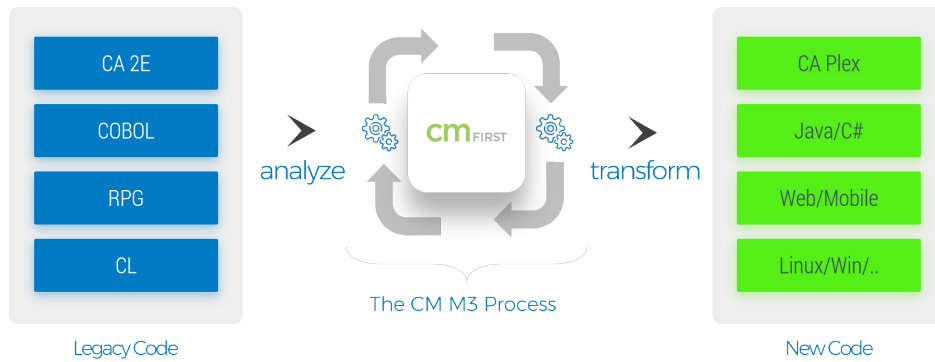 CA 2E
COBOL
RPG
CL
Legacy Code
analyze
cm FIRST
The CM M3 Process
transform
CA Plex
Java/C#
Web/Mobile
Linux/Win/..
New Code